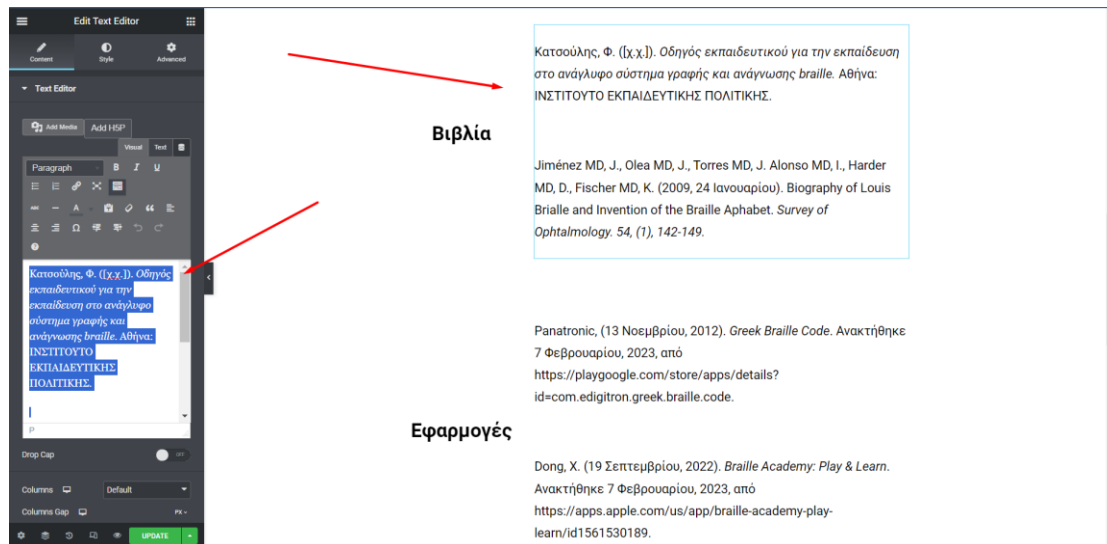 Edit Text Editor
Content Style Advanced
Text Editor
Add Media Add H5P
Visual Text
Paragraph B I U
ABC A
Ω
Κατσούλης, Φ. ([χ.χ.]). Οδηγός
εκπαιδευτικού για την
εκπαίδευση στο ανάγλυφο
σύστημα γραφής και
ανάγνωσης braille. Αθήνα:
ΙΝΣΤΙΤΟΥΤΟ
ΕΚΠΑΙΔΕΥΤΙΚΗΣ
ΠΟΛΙΤΙΚΗΣ.
P
Drop Cap OFF
Columns Default
Columns Gap PX
UPDATE
Βιβλία
Κατσούλης, Φ. ([χ.χ.]). Οδηγός εκπαιδευτικού για την εκπαίδευση
στο ανάγλυφο σύστημα γραφής και ανάγνωσης braille. Αθήνα:
ΙΝΣΤΙΤΟΥΤΟ ΕΚΠΑΙΔΕΥΤΙΚΗΣ ΠΟΛΙΤΙΚΗΣ.
Jiménez MD, J., Olea MD, J., Torres MD, J. Alonso MD, I., Harder
MD, D., Fischer MD, K. (2009, 24 Ιανουαρίου). Biography of Louis
Brialle and Invention of the Braille Aphabet. Survey of
Ophtalmology. 54, (1), 142-149.
Εφαρμογές
Panatronic, (13 Νοεμβρίου, 2012). Greek Braille Code. Ανακτήθηκε
7 Φεβρουαρίου, 2023, από
https://playgoogle.com/store/apps/details?
id=com.edigitron.greek.braille.code.
Dong, X. (19 Σεπτεμβρίου, 2022). Braille Academy: Play & Learn.
Ανακτήθηκε 7 Φεβρουαρίου, 2023, από
https://apps.apple.com/us/app/braille-academy-play-
learn/id1561530189.